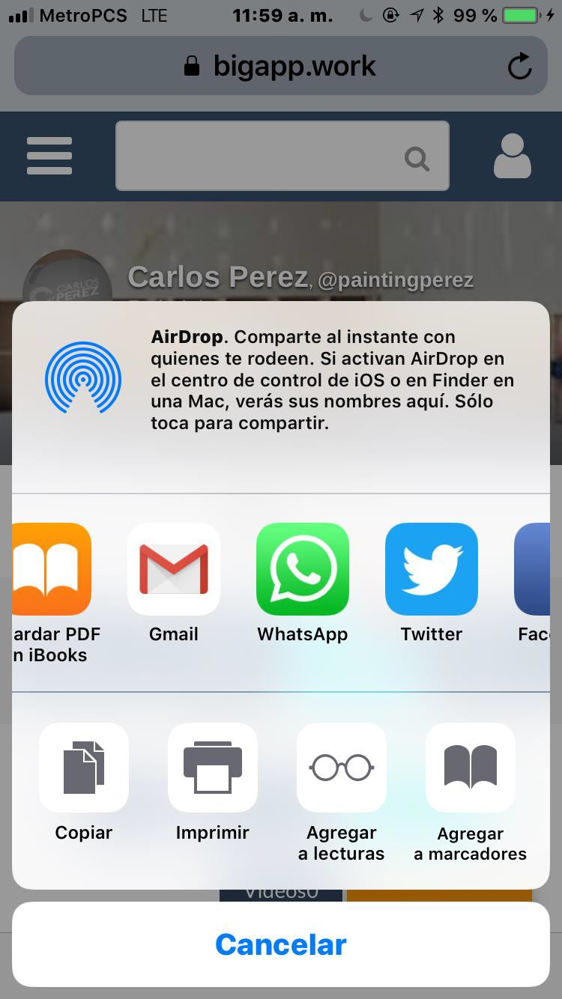 MetroPCS LTE 11:59 a. m. 99 %
bigapp.work
Carlos Perez, @paintingperez
CARLOS
PEREZ
AirDrop. Comparte al instante con
quienes te rodeen. Si activan AirDrop en
el centro de control de iOS o en Finder en
una Mac, verás sus nombres aquí. Sólo
toca para compartir.
ardar PDF
n iBooks
Gmail
WhatsApp
Twitter
Fac
Copiar
Imprimir
Agregar
a lecturas
Agregar
a marcadores
Videos0
Cancelar